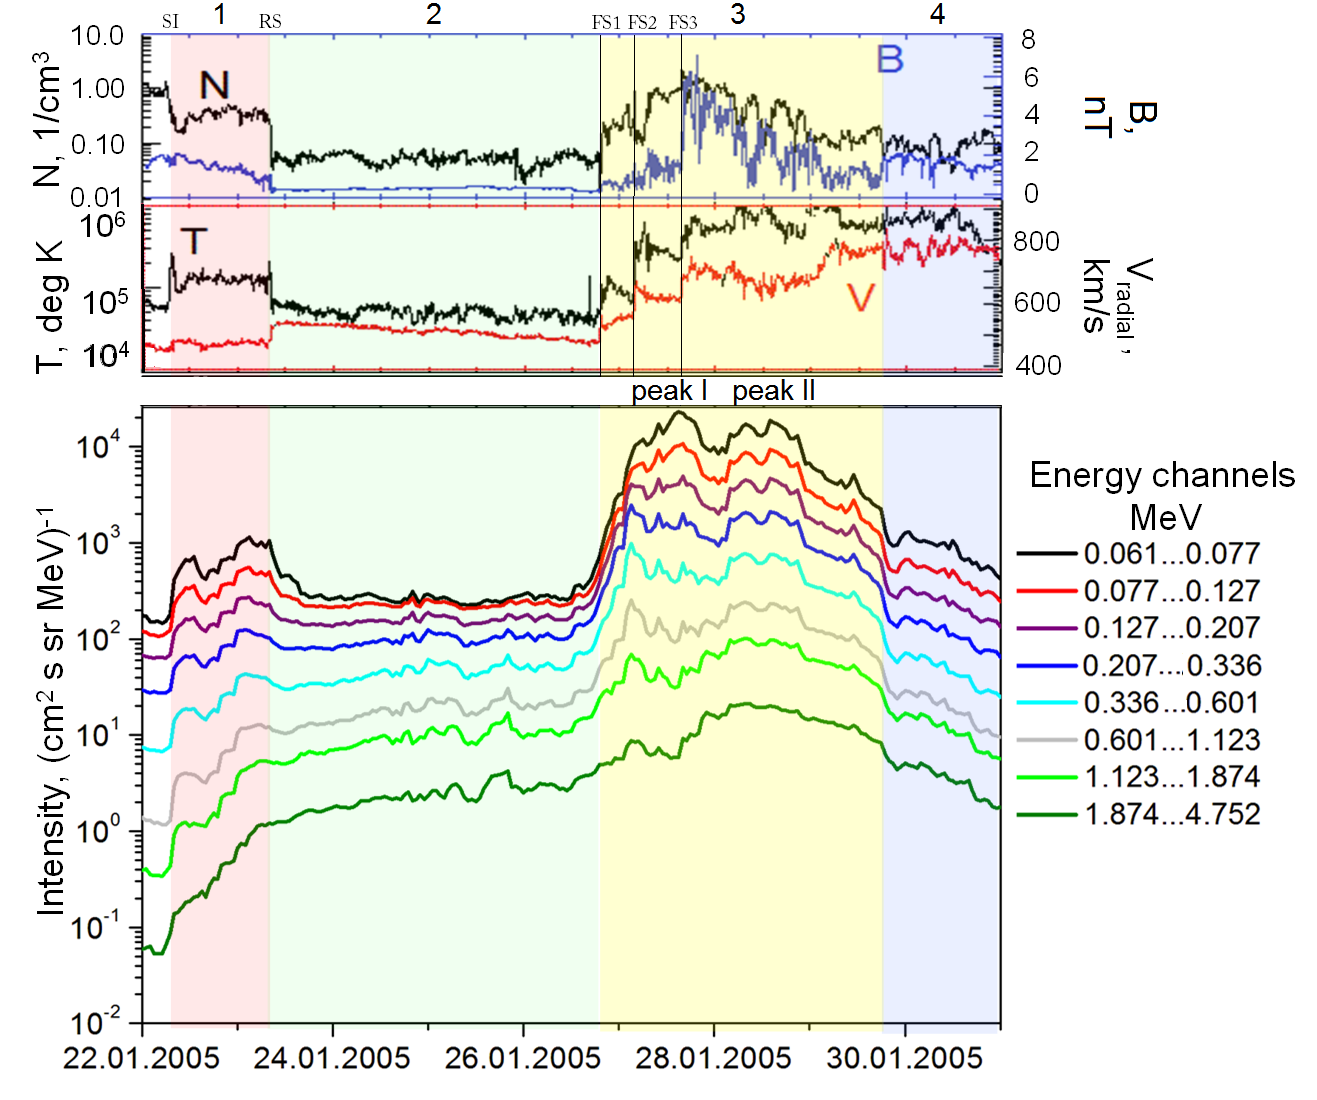 SI 1 RS 2 FS1 FS2 FS3 3 4
N, 1/cm³
10.0
1.00
0.10
0.01
N
B
8
6
4
2
0
B,
nT
T, deg K
10⁶
10⁵
10⁴
T
V
800
600
400
V radial,
km/s
peak I peak II
Intensity, (cm² s sr MeV)⁻¹
10⁴
10³
10²
10¹
10⁰
10⁻¹
10⁻²
22.01.2005 24.01.2005 26.01.2005 28.01.2005 30.01.2005
Energy channels
MeV
0.061...0.077
0.077...0.127
0.127...0.207
0.207...0.336
0.336...0.601
0.601...1.123
1.123...1.874
1.874...4.752